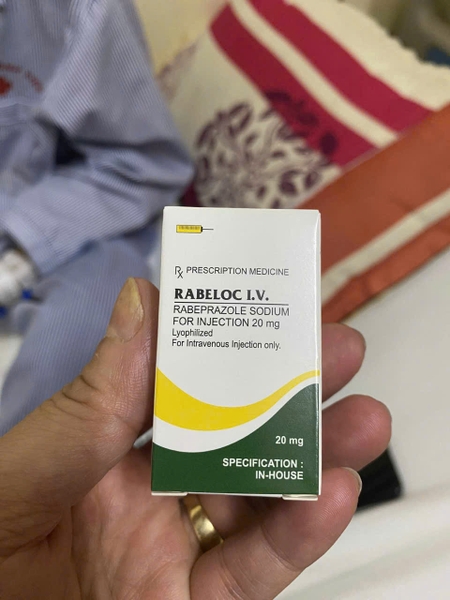 Rx PRESCRIPTION MEDICINE
RABELOC I.V.
RABEPRAZOLE SODIUM
FOR INJECTION 20 mg
Lyophilized
For Intravenous Injection only.
20 mg
SPECIFICATION :
IN-HOUSE